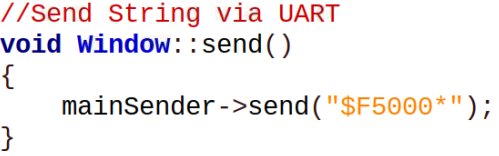 //Send String via UART
void Window::send()
{
    mainSender->send("$F5000*");
}